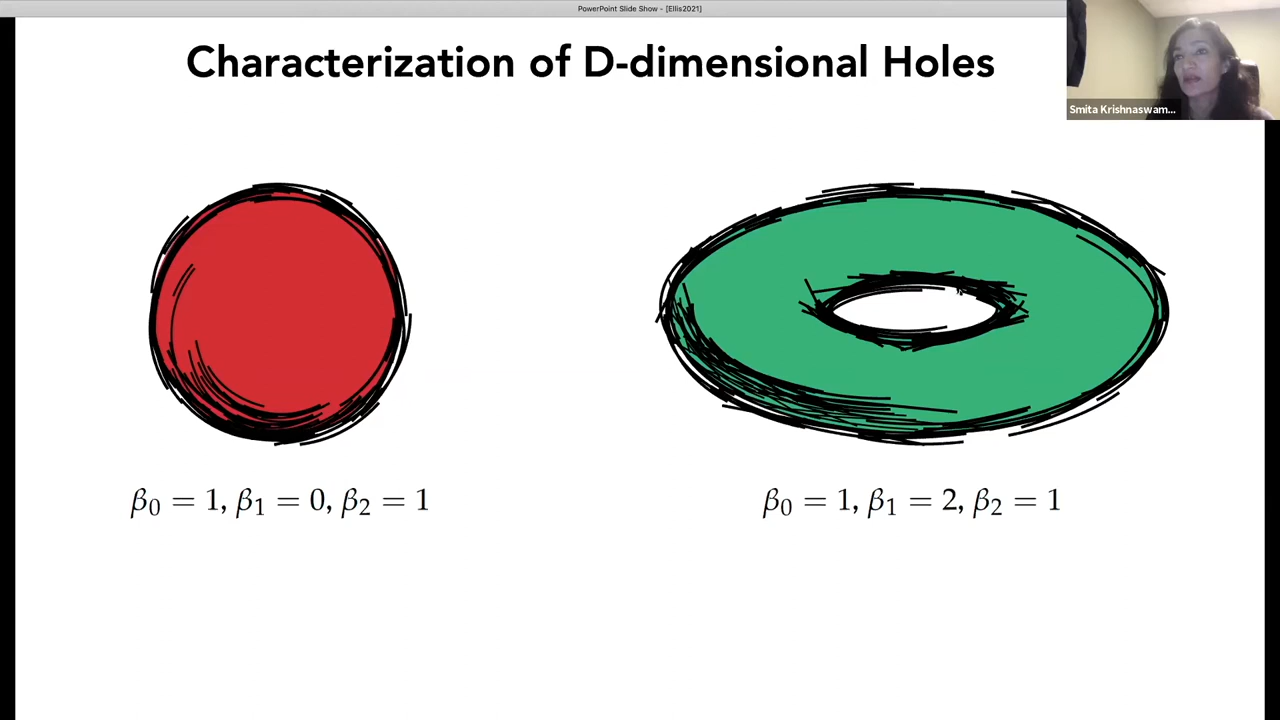 PowerPoint Slide Show - [Ellis2021]
Characterization of D-dimensional Holes
Smita Krishnaswam...
β₀ = 1, β₁ = 0, β₂ = 1
β₀ = 1, β₁ = 2, β₂ = 1